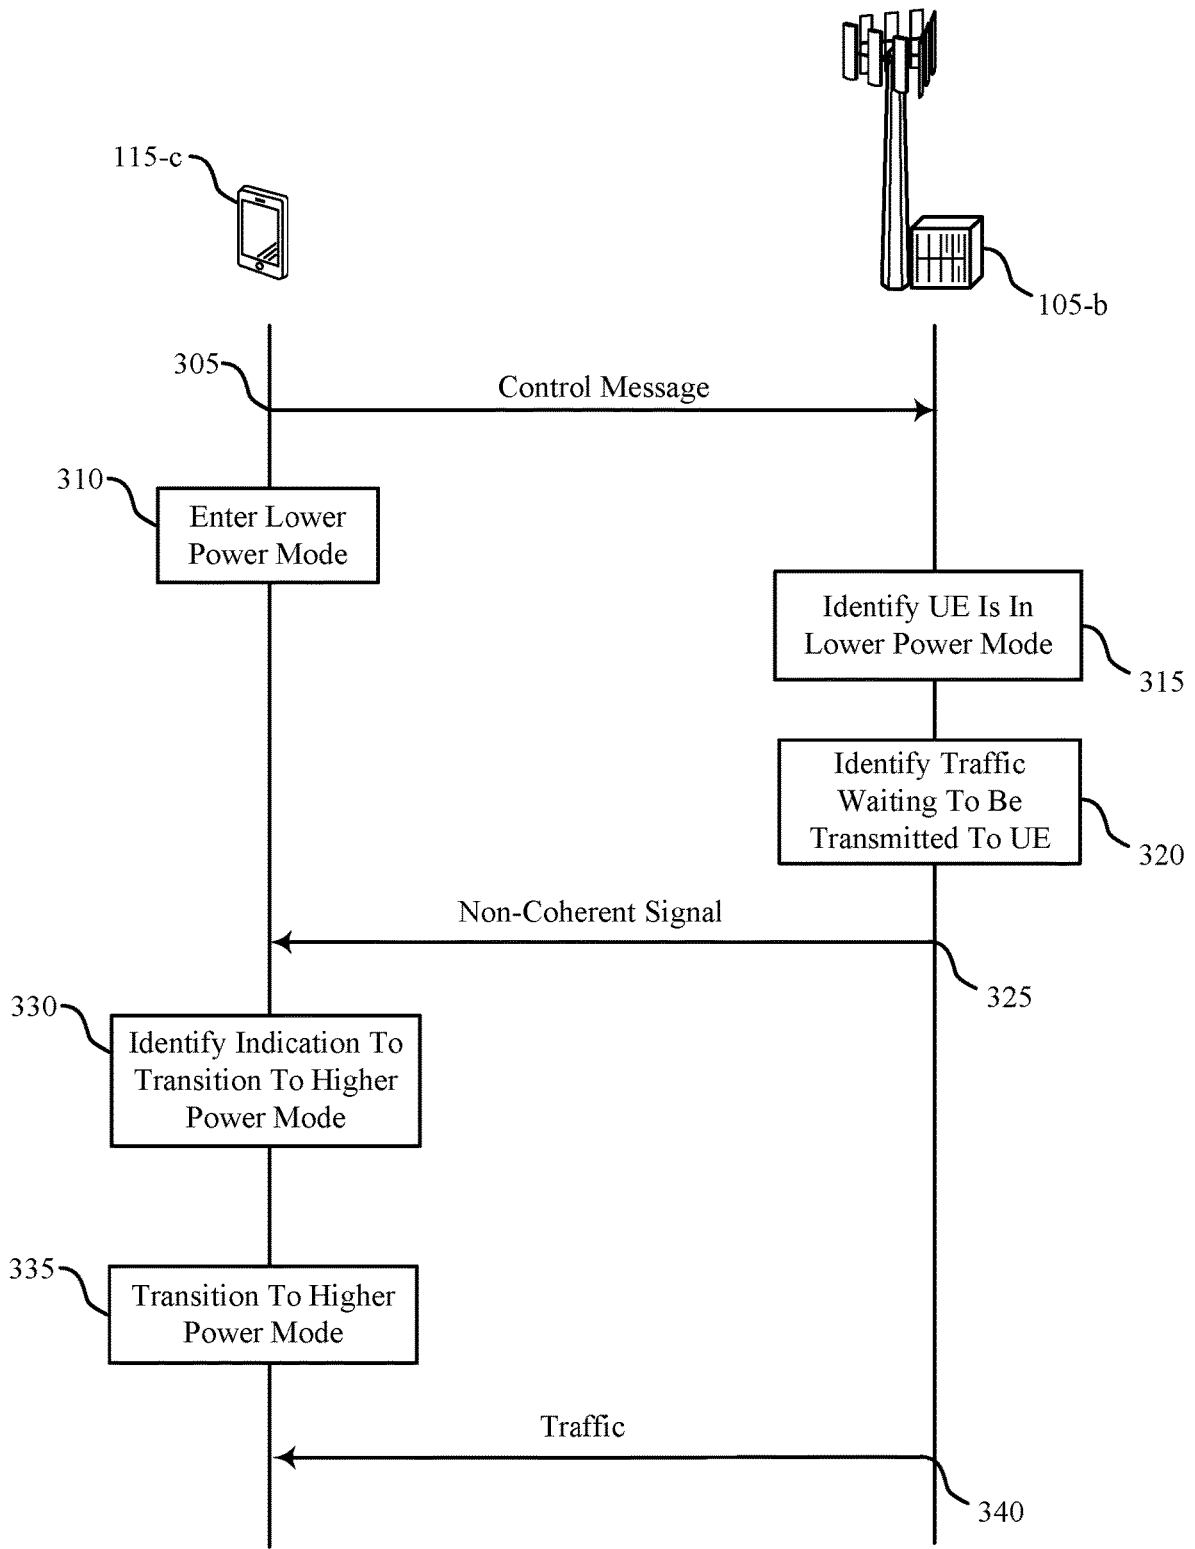 115-c
105-b
305
Control Message
310
Enter Lower
Power Mode
Identify UE Is In
Lower Power Mode
315
Identify Traffic
Waiting To Be
Transmitted To UE
320
Non-Coherent Signal
325
330
Identify Indication To
Transition To Higher
Power Mode
335
Transition To Higher
Power Mode
Traffic
340